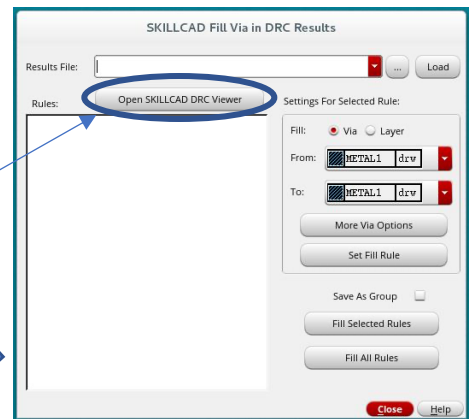 SKILLCAD Fill Via in DRC Results
Results File: ... Load
Rules: Open SKILLCAD DRC Viewer Settings For Selected Rule:
Fill: Via Layer
From: METAL1 drw
To: METAL1 drw
More Via Options
Set Fill Rule
Save As Group
Fill Selected Rules
Fill All Rules
Close Help